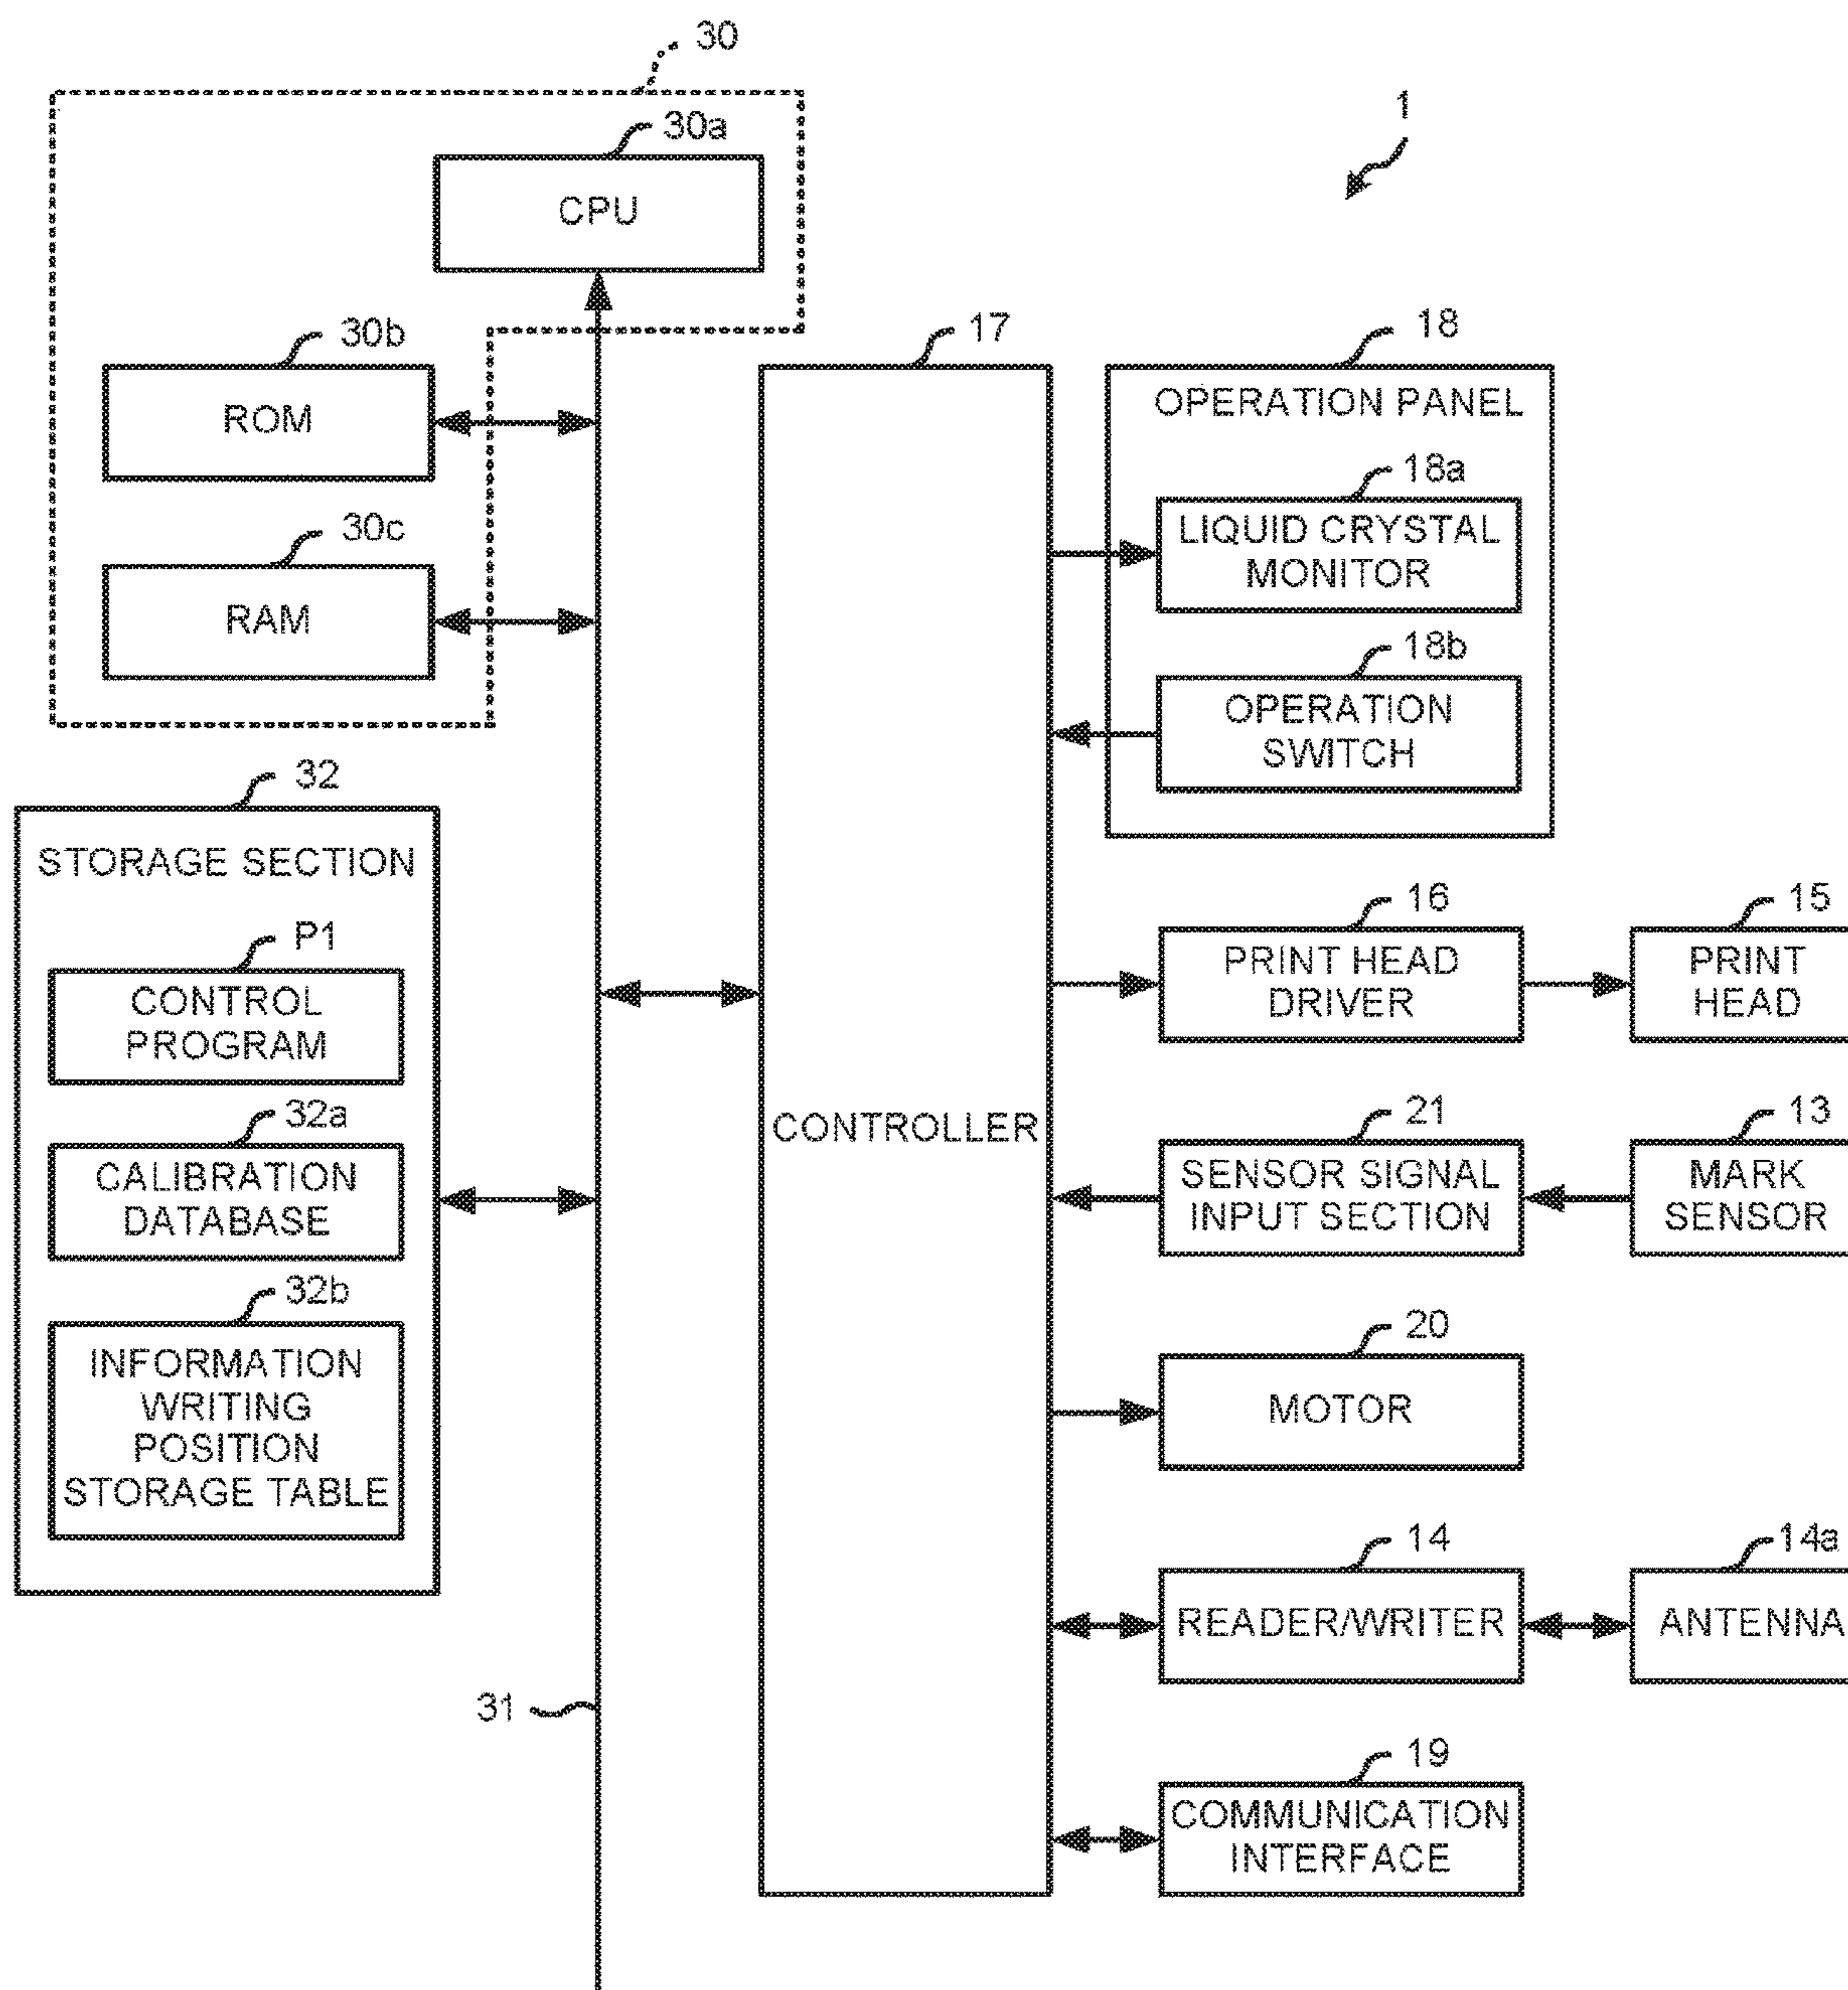 30
1
30a
CPU
30b
ROM
30c
RAM
17
CONTROLLER
18
OPERATION PANEL
18a
LIQUID CRYSTAL
MONITOR
18b
OPERATION
SWITCH
32
STORAGE SECTION
P1
CONTROL
PROGRAM
32a
CALIBRATION
DATABASE
32b
INFORMATION
WRITING
POSITION
STORAGE TABLE
16
PRINT HEAD
DRIVER
15
PRINT
HEAD
21
SENSOR SIGNAL
INPUT SECTION
13
MARK
SENSOR
20
MOTOR
14
READER/WRITER
14a
ANTENNA
31
19
COMMUNICATION
INTERFACE